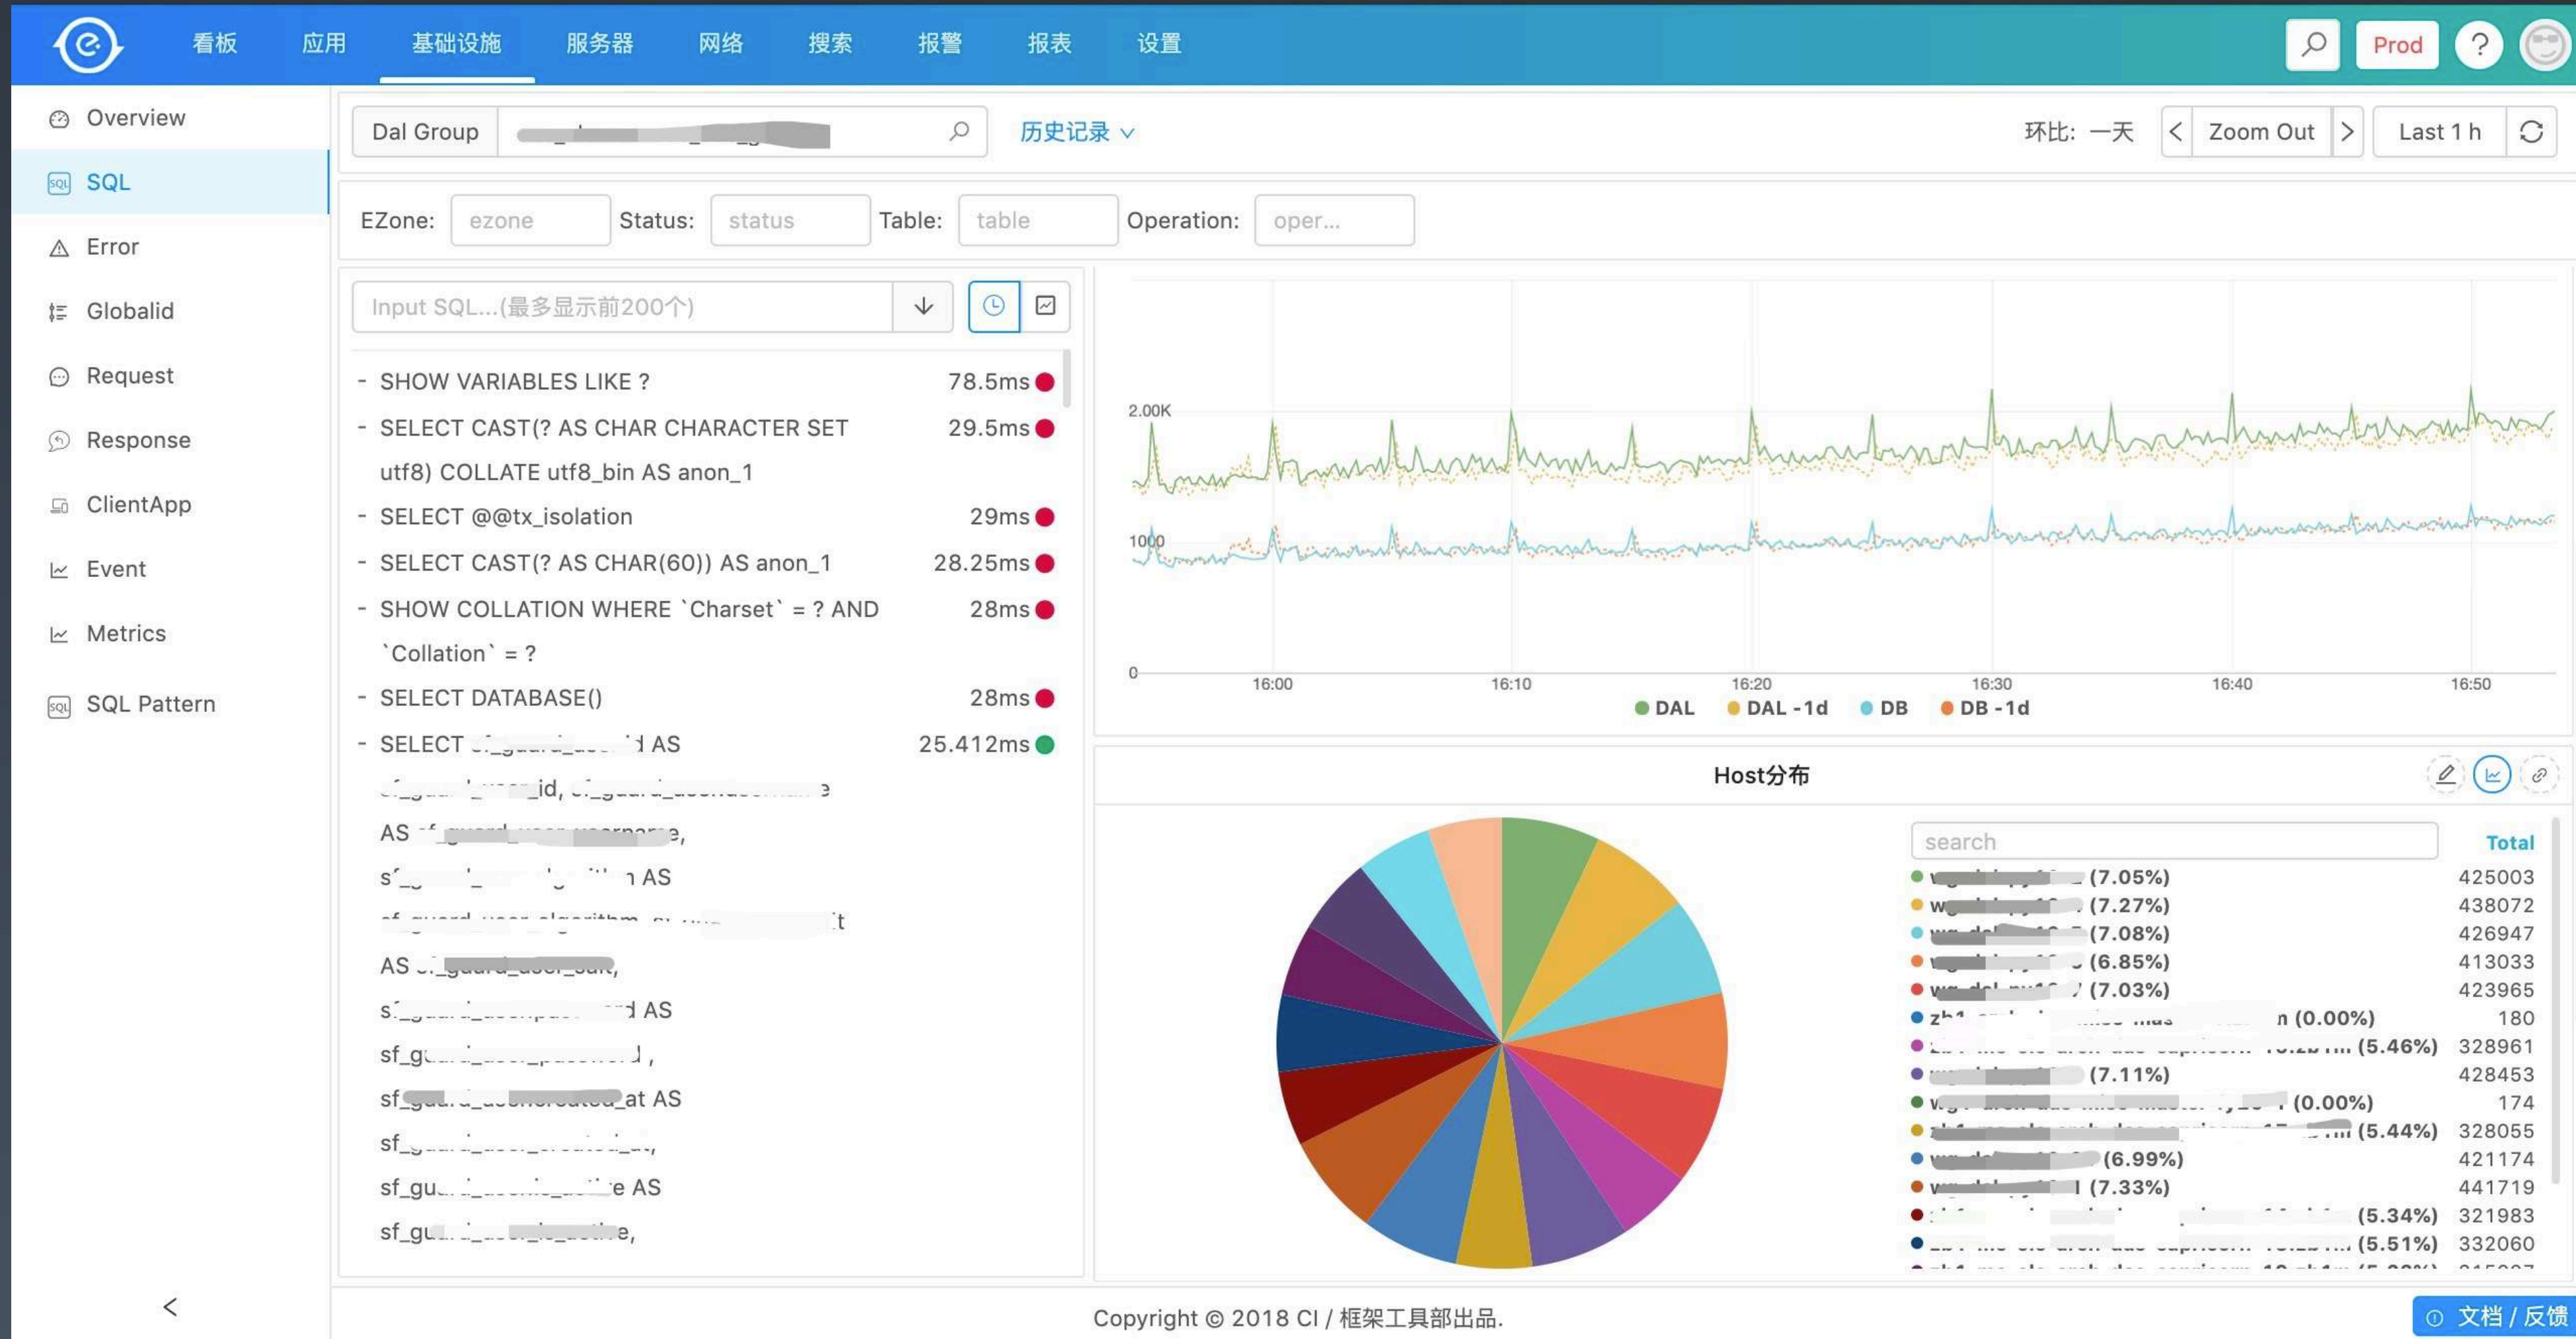 看板 应用 基础设施 服务器 网络 搜索 报警 报表 设置 Prod ?
Overview
SQL
Error
Globalid
Request
Response
ClientApp
Event
Metrics
SQL Pattern
Dal Group
历史记录
环比: 一天 < Zoom Out > Last 1 h
EZone: ezone Status: status Table: table Operation: oper...
Input SQL...(最多显示前200个)
- SHOW VARIABLES LIKE ? 78.5ms
- SELECT CAST(? AS CHAR CHARACTER SET 29.5ms
utf8) COLLATE utf8_bin AS anon_1
- SELECT @@tx_isolation 29ms
- SELECT CAST(? AS CHAR(60)) AS anon_1 28.25ms
- SHOW COLLATION WHERE `Charset` = ? AND 28ms
`Collation` = ?
- SELECT DATABASE() 28ms
- SELECT AS 25.412ms
AS
AS
AS
AS
AS
AS
2.00K
1000
0
16:00 16:10 16:20 16:30 16:40 16:50
DAL DAL -1d DB DB -1d
Host分布
search Total
(7.05%) 425003
(7.27%) 438072
(7.08%) 426947
(6.85%) 413033
(7.03%) 423965
(0.00%) 180
(5.46%) 328961
(7.11%) 428453
(0.00%) 174
(5.44%) 328055
(6.99%) 421174
(7.33%) 441719
(5.34%) 321983
(5.51%) 332060
Copyright © 2018 CI / 框架工具部出品.
文档 / 反馈